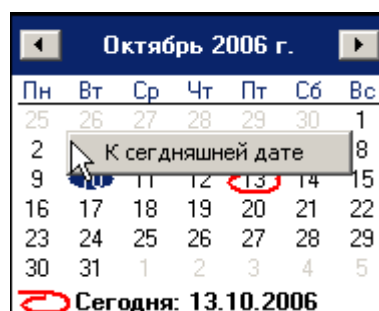 Октябрь 2006 г.
Пн Вт Ср Чт Пт Сб Вс
25 26 27 28 29 30 1
2 К сегдняшней дате 8
9 10 11 12 13 14 15
16 17 18 19 20 21 22
23 24 25 26 27 28 29
30 31 1 2 3 4 5
Сегодня: 13.10.2006